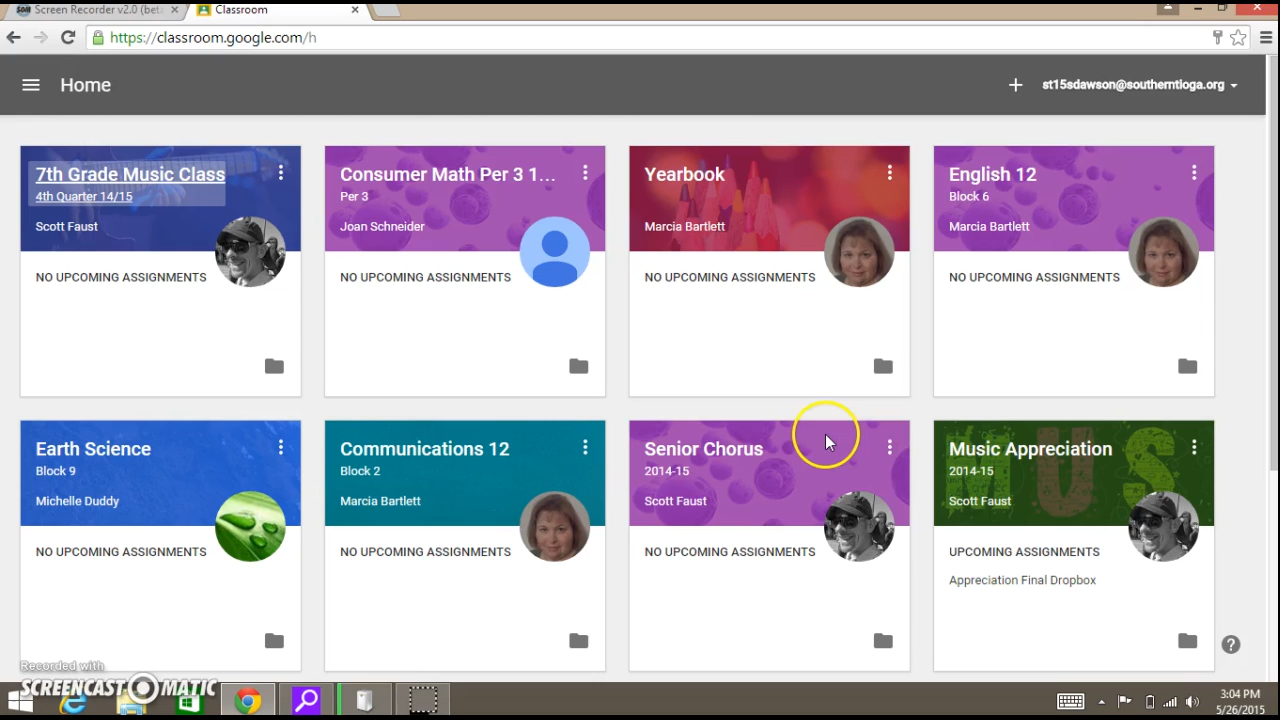 Screen Recorder v2.0 (bet
Classroom
https://classroom.google.com/h
Home
st15sdawson@southerntioga.org
7th Grade Music Class
4th Quarter 14/15
Scott Faust
NO UPCOMING ASSIGNMENTS
Consumer Math Per 3 1...
Per 3
Joan Schneider
NO UPCOMING ASSIGNMENTS
Yearbook
Marcia Bartlett
NO UPCOMING ASSIGNMENTS
English 12
Block 6
Marcia Bartlett
NO UPCOMING ASSIGNMENTS
Earth Science
Block 9
Michelle Duddy
NO UPCOMING ASSIGNMENTS
Communications 12
Block 2
Marcia Bartlett
NO UPCOMING ASSIGNMENTS
Senior Chorus
2014-15
Scott Faust
NO UPCOMING ASSIGNMENTS
MUS
Music Appreciation
2014-15
Scott Faust
UPCOMING ASSIGNMENTS
Appreciation Final Dropbox
?
Recorded with
SCREENCAST-O-MATIC
3:04 PM
5/26/2015